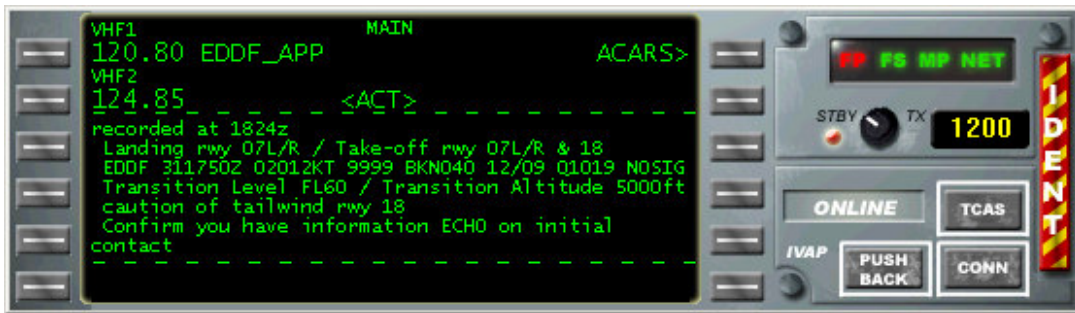 VHF1 MAIN
120.80 EDDF_APP ACARS>
VHF2
124.85_ _ _ _ _ <ACT>_ _ _ _ _ _ _ _ _
recorded at 1824z
Landing rwy 07L/R / Take-off rwy 07L/R & 18
EDDF 311750Z 02012KT 9999 BKN040 12/09 Q1019 NOSIG
Transition Level FL60 / Transition Altitude 5000ft
caution of tailwind rwy 18
Confirm you have information ECHO on initial
contact
FP FS MP NET
STBY TX 1200
IDENT
ONLINE TCAS
IVAP PUSH BACK CONN